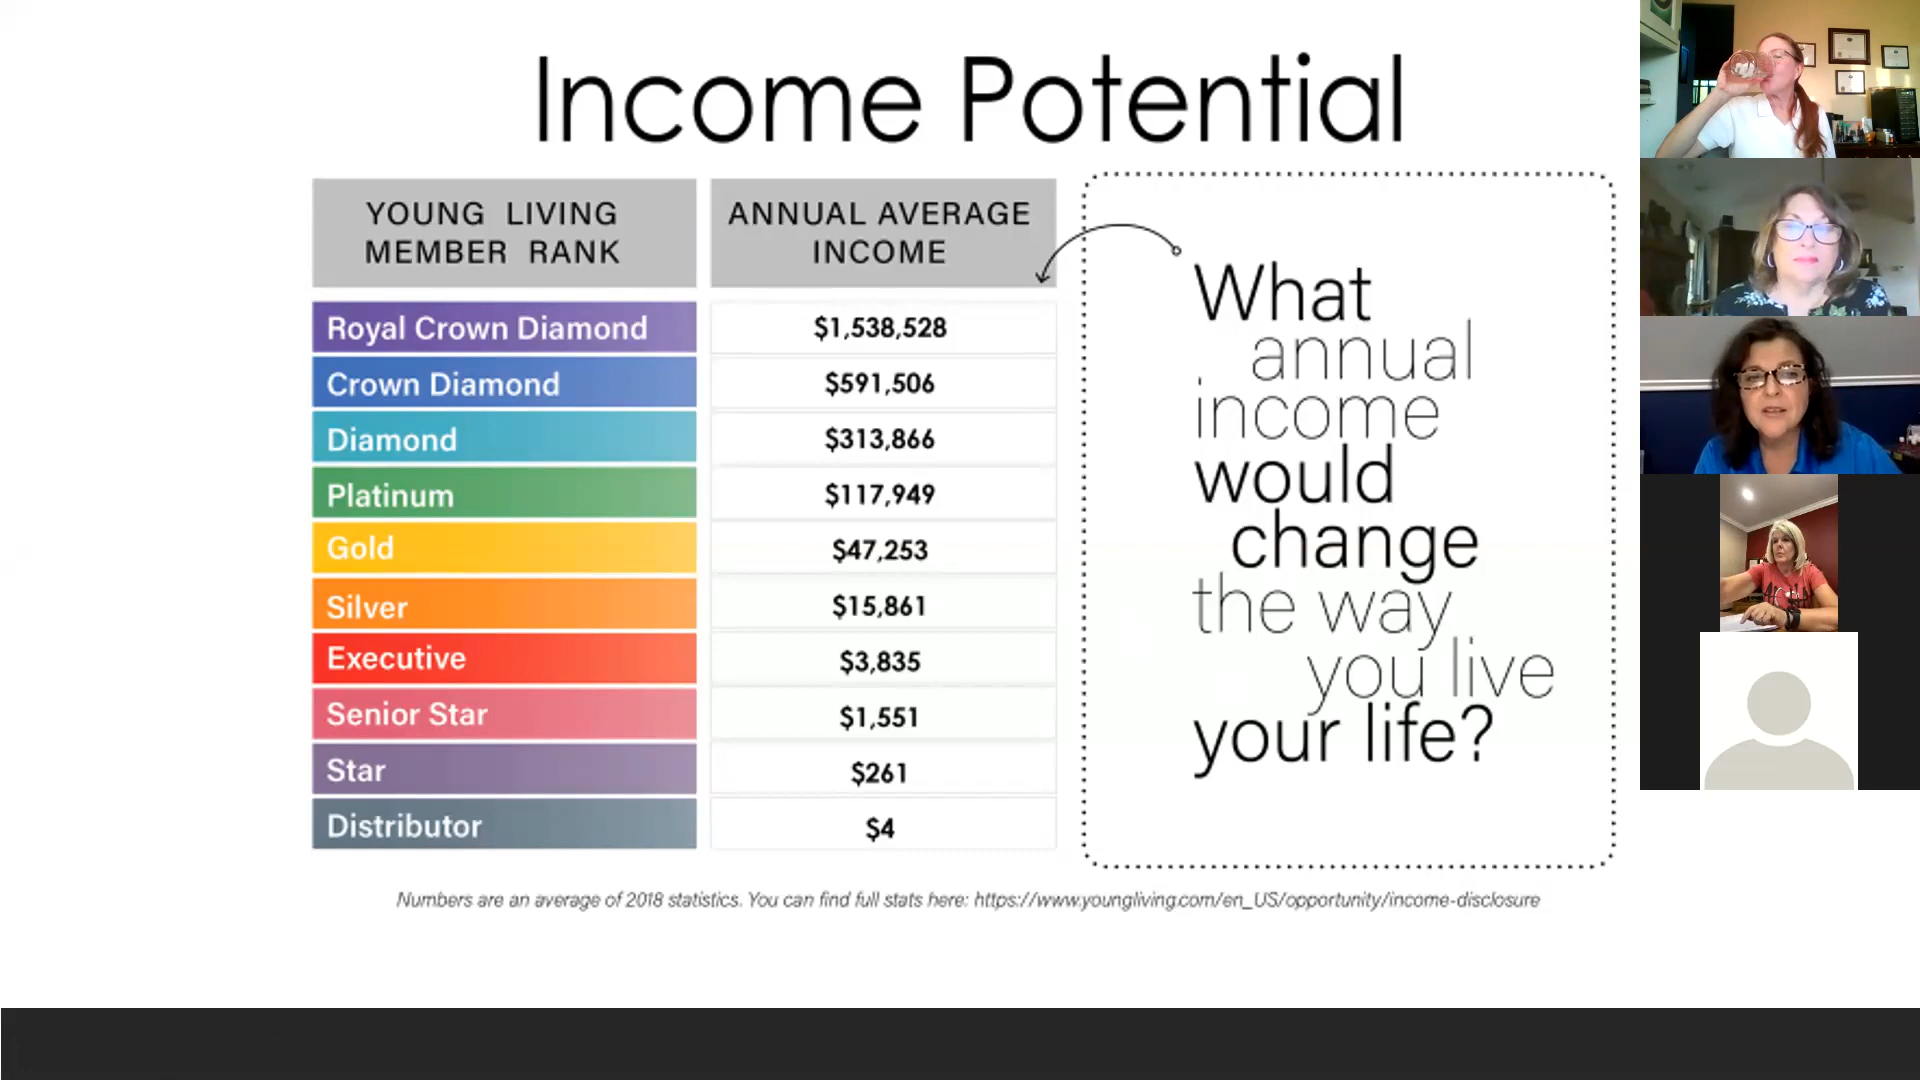 Income Potential
YOUNG LIVING
MEMBER RANK
ANNUAL AVERAGE
INCOME
Royal Crown Diamond $1,538,528
Crown Diamond $591,506
Diamond $313,866
Platinum $117,949
Gold $47,253
Silver $15,861
Executive $3,835
Senior Star $1,551
Star $261
Distributor $4
What
annual
income
would
change
the way
you live
your life?
Numbers are an average of 2018 statistics. You can find full stats here: https://www.youngliving.com/en_US/opportunity/income-disclosure